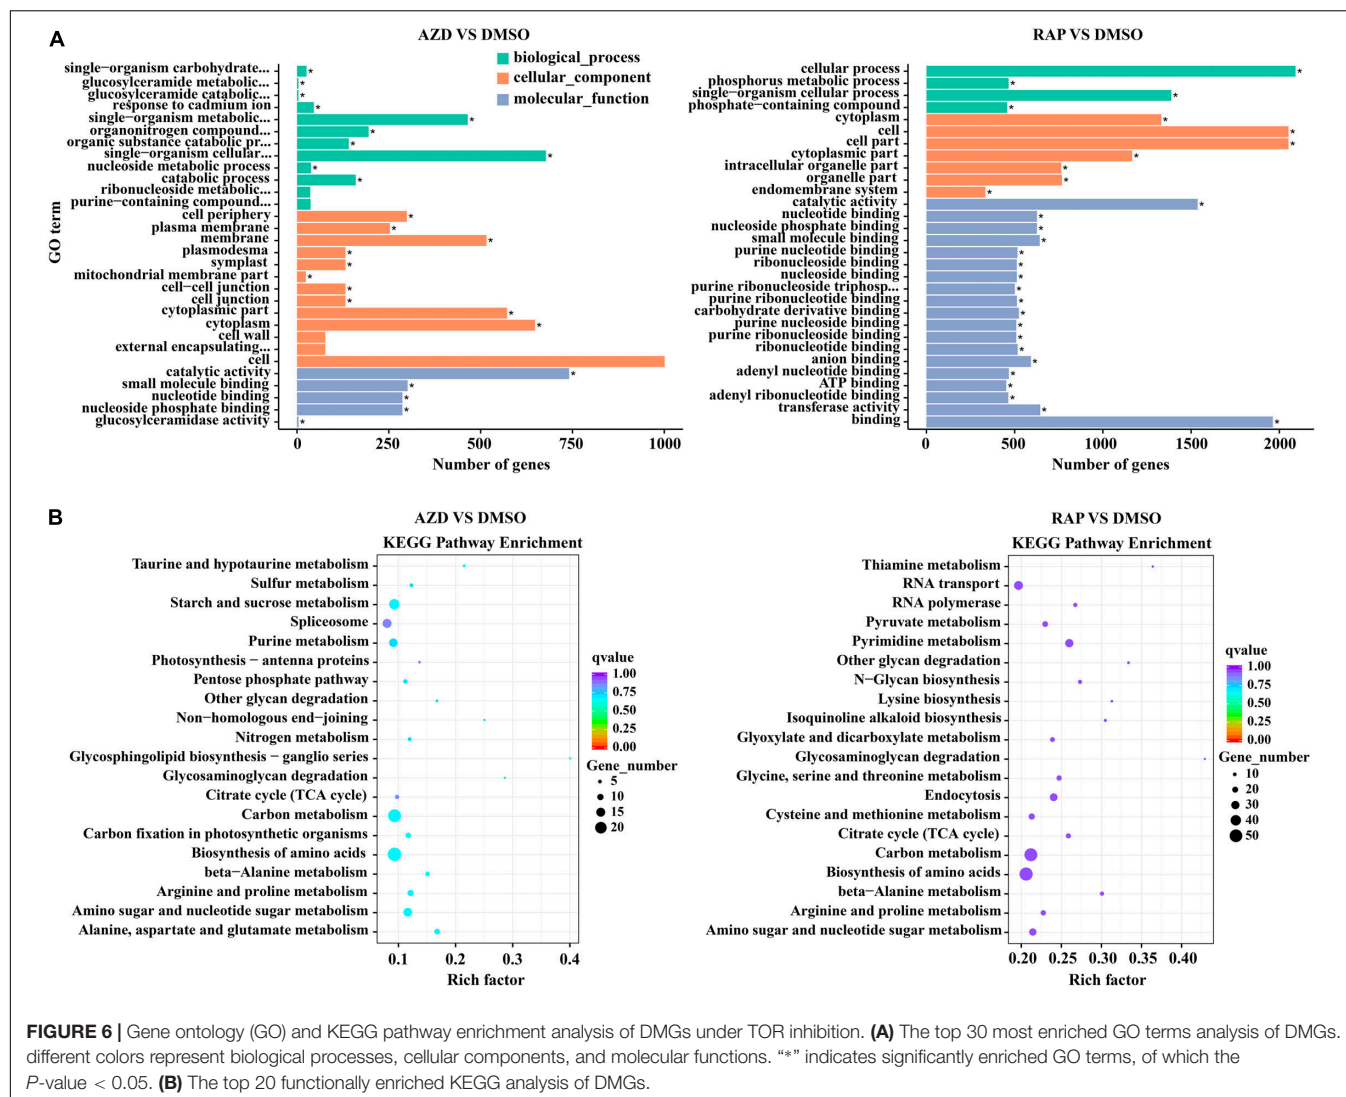 A
AZD VS DMSO
biological_process
cellular_component
molecular_function
GO term
single−organism carbohydrate...
glucosylceramide metabolic...
glucosylceramide catabolic...
response to cadmium ion
single−organism metabolic...
organonitrogen compound...
organic substance catabolic pr...
single−organism cellular...
nucleoside metabolic process
catabolic process
ribonucleoside metabolic...
purine−containing compound...
cell periphery
plasma membrane
membrane
plasmodesma
symplast
mitochondrial membrane part
cell−cell junction
cell junction
cytoplasmic part
cytoplasm
cell wall
external encapsulating...
cell
catalytic activity
small molecule binding
nucleotide binding
nucleoside phosphate binding
glucosylceramidase activity
0 250 500 750 1000
Number of genes
RAP VS DMSO
cellular process
phosphorus metabolic process
single−organism cellular process
phosphate−containing compound
cytoplasm
cell
cell part
cytoplasmic part
intracellular organelle part
organelle part
endomembrane system
catalytic activity
nucleotide binding
nucleoside phosphate binding
small molecule binding
purine nucleotide binding
ribonucleoside binding
nucleoside binding
purine ribonucleoside triphosp...
purine ribonucleotide binding
carbohydrate derivative binding
purine nucleoside binding
purine ribonucleoside binding
ribonucleotide binding
anion binding
adenyl nucleotide binding
ATP binding
adenyl ribonucleotide binding
transferase activity
binding
0 500 1000 1500 2000
Number of genes
B
AZD VS DMSO
KEGG Pathway Enrichment
Taurine and hypotaurine metabolism
Sulfur metabolism
Starch and sucrose metabolism
Spliceosome
Purine metabolism
Photosynthesis − antenna proteins
Pentose phosphate pathway
Other glycan degradation
Non−homologous end−joining
Nitrogen metabolism
Glycosphingolipid biosynthesis − ganglio series
Glycosaminoglycan degradation
Citrate cycle (TCA cycle)
Carbon metabolism
Carbon fixation in photosynthetic organisms
Biosynthesis of amino acids
beta−Alanine metabolism
Arginine and proline metabolism
Amino sugar and nucleotide sugar metabolism
Alanine, aspartate and glutamate metabolism
0.1 0.2 0.3 0.4
Rich factor
qvalue
1.00
0.75
0.50
0.25
0.00
Gene_number
5
10
15
20
RAP VS DMSO
KEGG Pathway Enrichment
Thiamine metabolism
RNA transport
RNA polymerase
Pyruvate metabolism
Pyrimidine metabolism
Other glycan degradation
N−Glycan biosynthesis
Lysine biosynthesis
Isoquinoline alkaloid biosynthesis
Glyoxylate and dicarboxylate metabolism
Glycosaminoglycan degradation
Glycine, serine and threonine metabolism
Endocytosis
Cysteine and methionine metabolism
Citrate cycle (TCA cycle)
Carbon metabolism
Biosynthesis of amino acids
beta−Alanine metabolism
Arginine and proline metabolism
Amino sugar and nucleotide sugar metabolism
0.20 0.25 0.30 0.35 0.40
Rich factor
qvalue
1.00
0.75
0.50
0.25
0.00
Gene_number
10
20
30
40
50
FIGURE 6 | Gene ontology (GO) and KEGG pathway enrichment analysis of DMGs under TOR inhibition. (A) The top 30 most enriched GO terms analysis of DMGs.
different colors represent biological processes, cellular components, and molecular functions. “*” indicates significantly enriched GO terms, of which the
P-value < 0.05. (B) The top 20 functionally enriched KEGG analysis of DMGs.